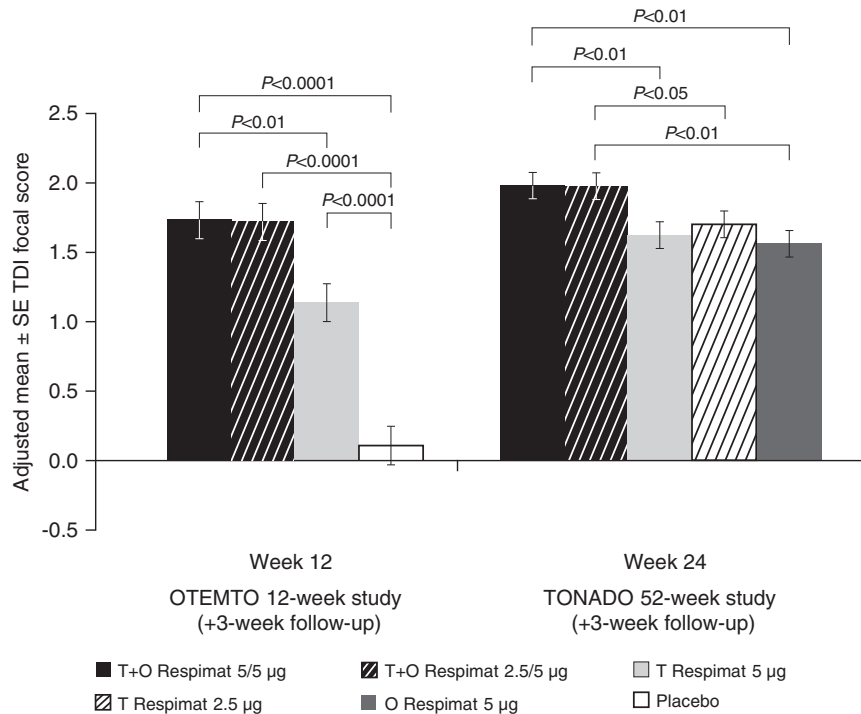 P<0.01
P<0.01
P<0.0001
P<0.05
P<0.01
P<0.01
P<0.0001
P<0.0001
Adjusted mean ± SE TDI focal score
2.5
2.0
1.5
1.0
0.5
0.0
-0.5
Week 12
Week 24
OTEMTO 12-week study
(+3-week follow-up)
TONADO 52-week study
(+3-week follow-up)
T+O Respimat 5/5 µg
T+O Respimat 2.5/5 µg
T Respimat 5 µg
T Respimat 2.5 µg
O Respimat 5 µg
Placebo